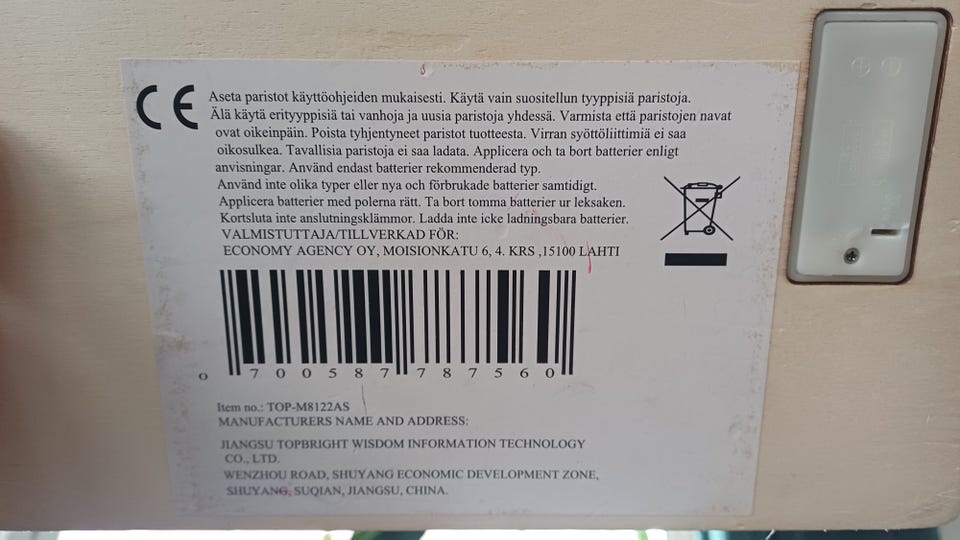 CE
Aseta paristot käyttöohjeiden mukaisesti. Käytä vain suositellun tyyppisiä paristoja.
Älä käytä erityyppisiä tai vanhoja ja uusia paristoja yhdessä. Varmista että paristojen navat
ovat oikeinpäin. Poista tyhjentyneet paristot tuotteesta. Virran syöttöliittimiä ei saa
oikosulkea. Tavallisia paristoja ei saa ladata. Applicera och ta bort batterier enligt
anvisningar. Använd endast batterier rekommenderad typ.
Använd inte olika typer eller nya och förbrukade batterier samtidigt.
Applicera batterier med polerna rätt. Ta bort tomma batterier ur leksaken.
Kortsluta inte anslutningsklämmor. Ladda inte icke ladningsbara batterier.
VALMISTUTTAJA/TILLVERKAD FÖR:
ECONOMY AGENCY OY, MOISIONKATU 6, 4. KRS ,15100 LAHTI
0 700587 787560
Item no.: TOP-M8122AS
MANUFACTURERS NAME AND ADDRESS:
JIANGSU TOPBRIGHT WISDOM INFORMATION TECHNOLOGY
CO., LTD.
WENZHOU ROAD, SHUYANG ECONOMIC DEVELOPMENT ZONE,
SHUYANG, SUQIAN, JIANGSU, CHINA.